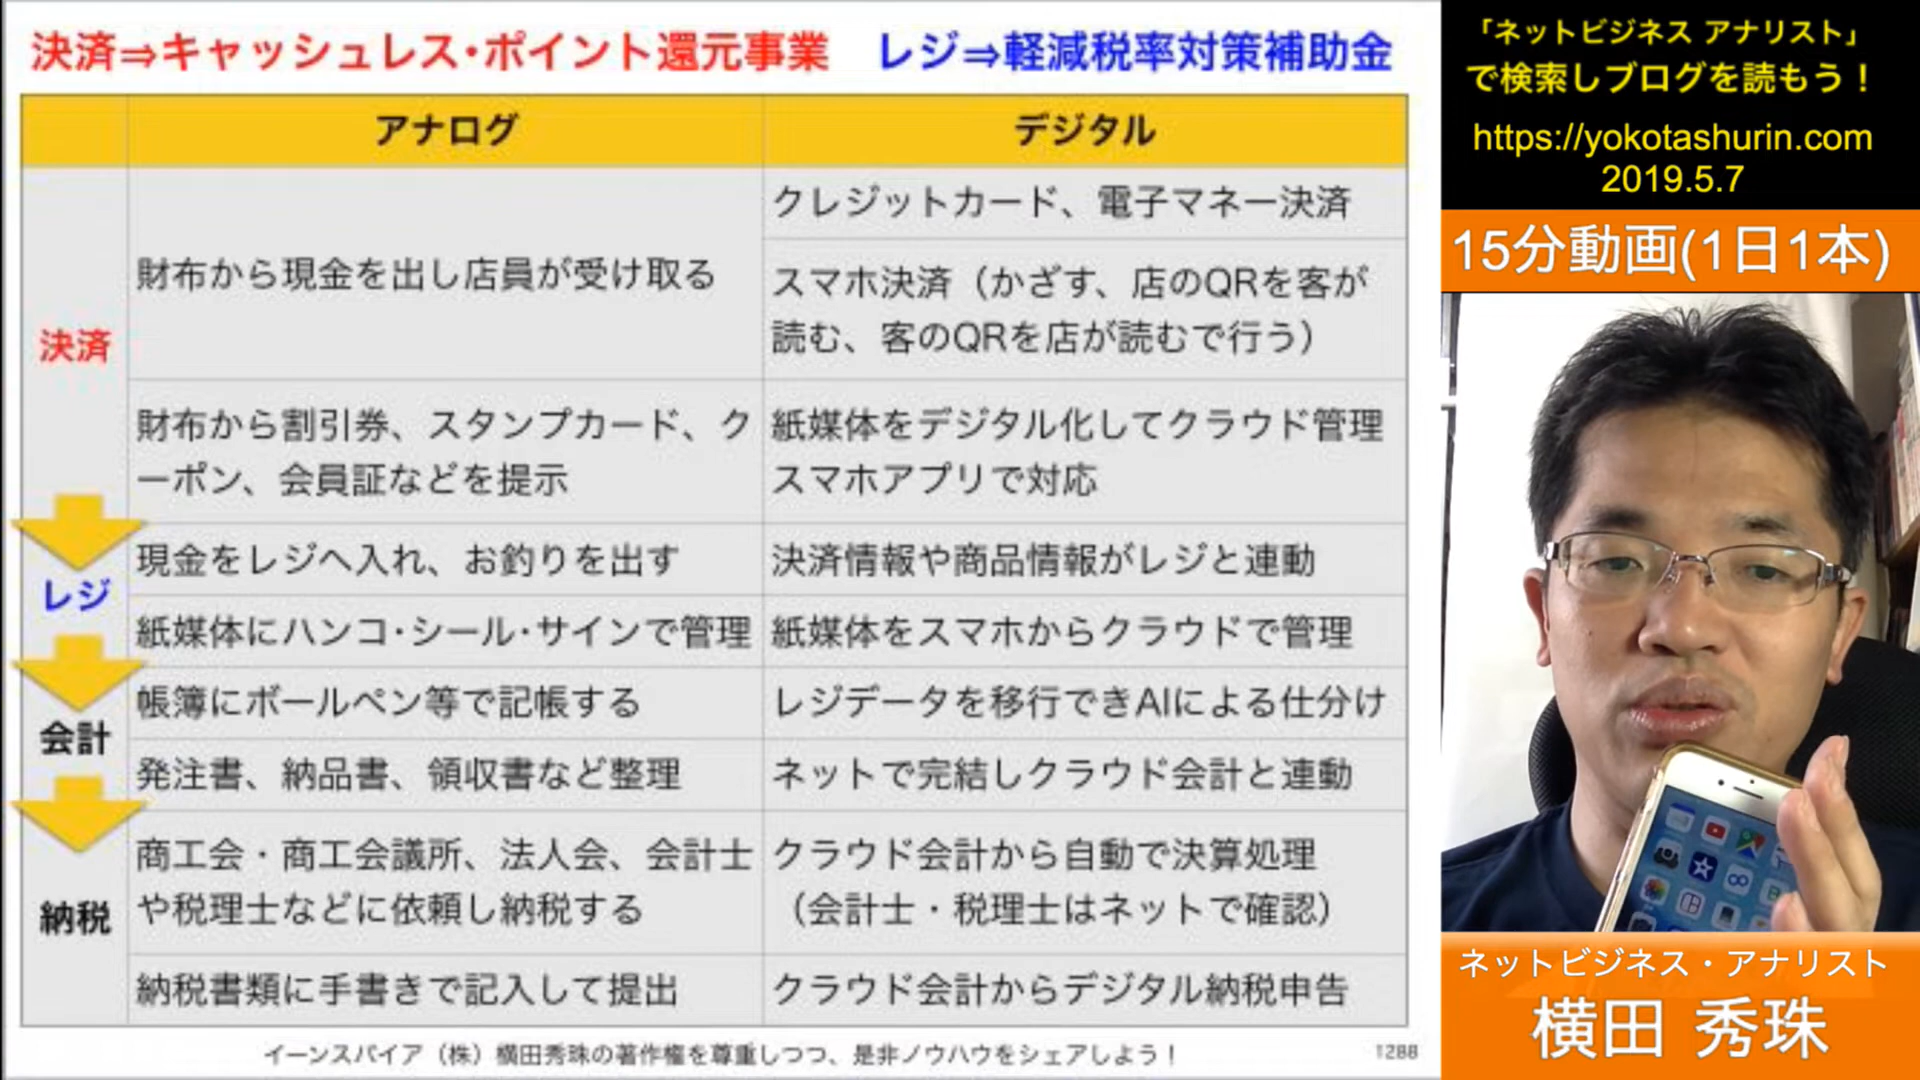 決済⇒キャッシュレス・ポイント還元事業　レジ⇒軽減税率対策補助金
アナログ
デジタル
決済
財布から現金を出し店員が受け取る
クレジットカード、電子マネー決済
スマホ決済（かざす、店のQRを客が
読む、客のQRを店が読むで行う）
財布から割引券、スタンプカード、ク
ーポン、会員証などを提示
紙媒体をデジタル化してクラウド管理
スマホアプリで対応
レジ
現金をレジへ入れ、お釣りを出す
決済情報や商品情報がレジと連動
紙媒体にハンコ・シール・サインで管理
紙媒体をスマホからクラウドで管理
会計
帳簿にボールペン等で記帳する
レジデータを移行できAIによる仕分け
発注書、納品書、領収書など整理
ネットで完結しクラウド会計と連動
納税
商工会・商工会議所、法人会、会計士
や税理士などに依頼し納税する
クラウド会計から自動で決算処理
（会計士・税理士はネットで確認）
納税書類に手書きで記入して提出
クラウド会計からデジタル納税申告
イーンスパイア（株）横田秀珠の著作権を尊重しつつ、是非ノウハウをシェアしよう！
1288
「ネットビジネス アナリスト」
で検索しブログを読もう！
https://yokotashurin.com
2019.5.7
15分動画(1日1本)
ネットビジネス・アナリスト
横田 秀珠